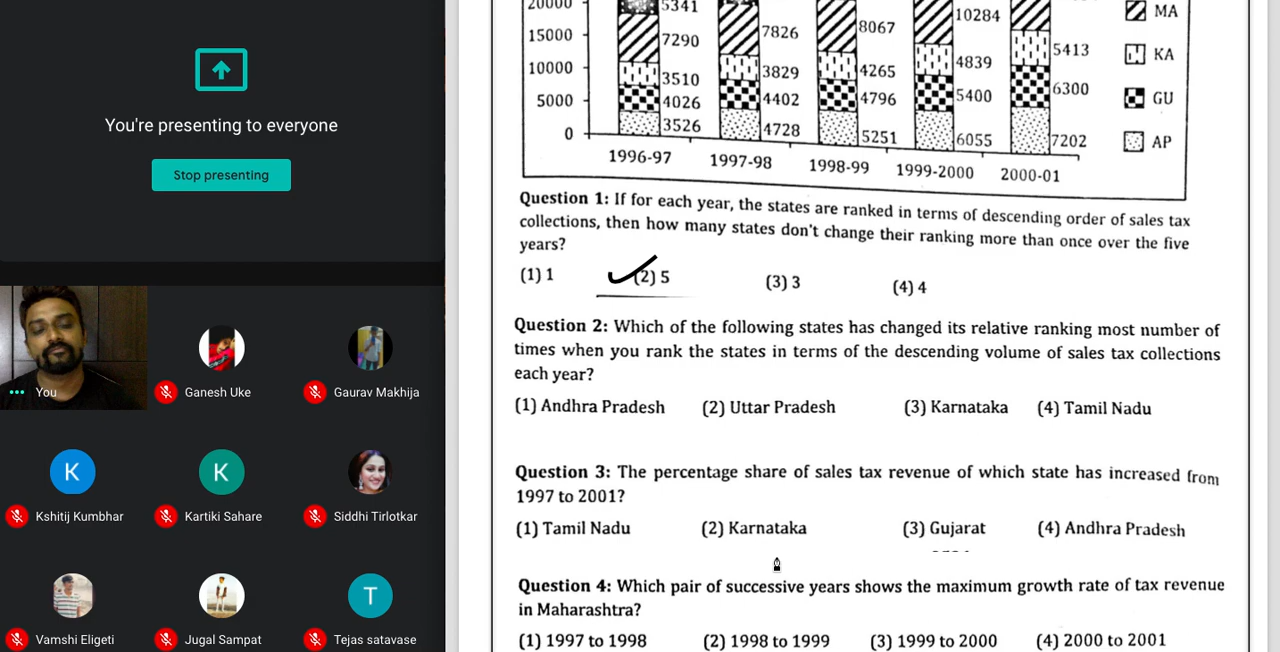 You're presenting to everyone
Stop presenting
You
Ganesh Uke
Gaurav Makhija
K
Kshitij Kumbhar
K
Kartiki Sahare
Siddhi Tirlotkar
Vamshi Eligeti
Jugal Sampat
T
Tejas satavase
20000
15000
10000
5000
0
5341
7290
3510
4026
3526
7826
3829
4402
4728
8067
4265
4796
5251
10284
4839
5400
6055
5413
6300
7202
1996-97
1997-98
1998-99
1999-2000
2000-01
MA
KA
GU
AP
Question 1: If for each year, the states are ranked in terms of descending order of sales tax
collections, then how many states don't change their ranking more than once over the five
years?
(1) 1 (2) 5 (3) 3 (4) 4
Question 2: Which of the following states has changed its relative ranking most number of
times when you rank the states in terms of the descending volume of sales tax collections
each year?
(1) Andhra Pradesh (2) Uttar Pradesh (3) Karnataka (4) Tamil Nadu
Question 3: The percentage share of sales tax revenue of which state has increased from
1997 to 2001?
(1) Tamil Nadu (2) Karnataka (3) Gujarat (4) Andhra Pradesh
Question 4: Which pair of successive years shows the maximum growth rate of tax revenue
in Maharashtra?
(1) 1997 to 1998 (2) 1998 to 1999 (3) 1999 to 2000 (4) 2000 to 2001